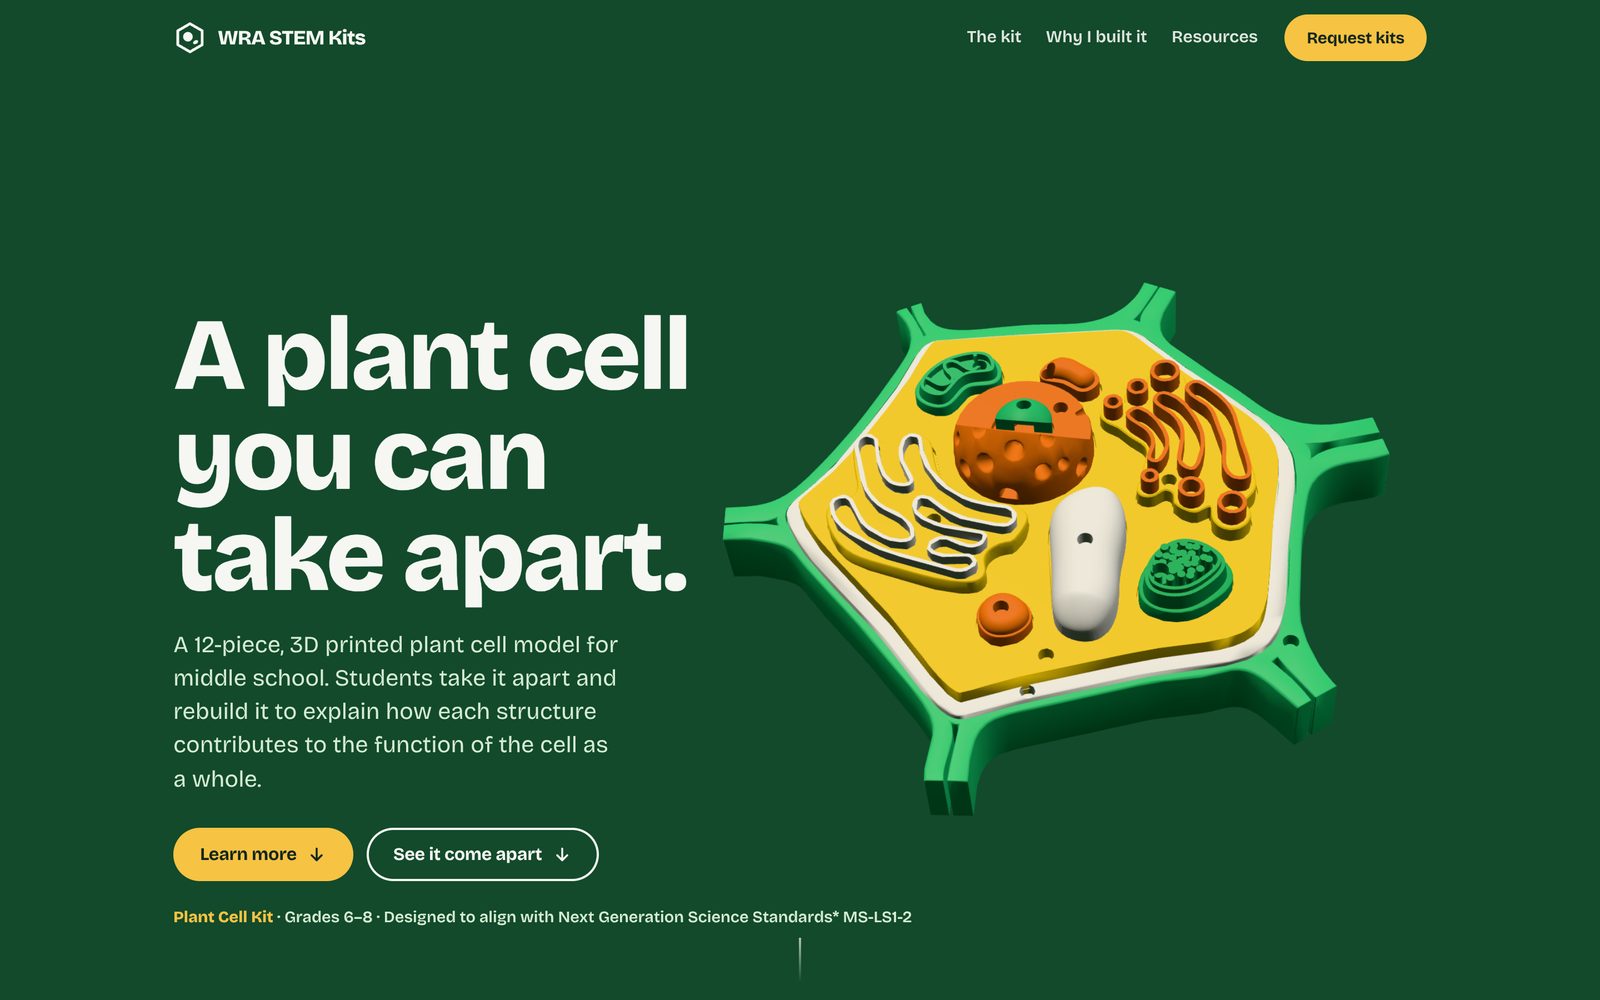 WRA STEM Kits
The kit
Why I built it
Resources
Request kits
A plant cell
you can
take apart.
A 12-piece, 3D printed plant cell model for
middle school. Students take it apart and
rebuild it to explain how each structure
contributes to the function of the cell as
a whole.
Learn more ↓
See it come apart ↓
Plant Cell Kit · Grades 6–8 · Designed to align with Next Generation Science Standards* MS-LS1-2